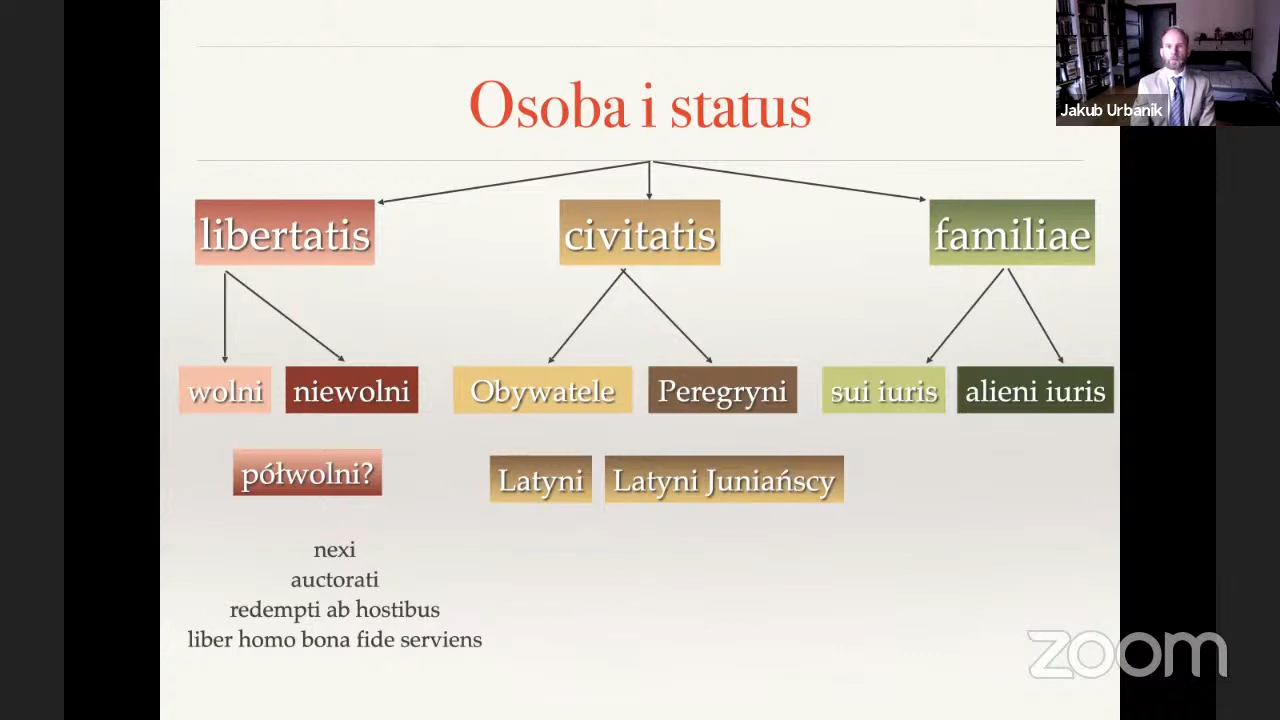 Osoba i status
Jakub Urbanik
libertatis
civitatis
familiae
wolni
niewolni
Obywatele
Peregryni
sui iuris
alieni iuris
półwolni?
Latyni
Latyni Juniańscy
nexi
auctorati
redempti ab hostibus
liber homo bona fide serviens
zoom